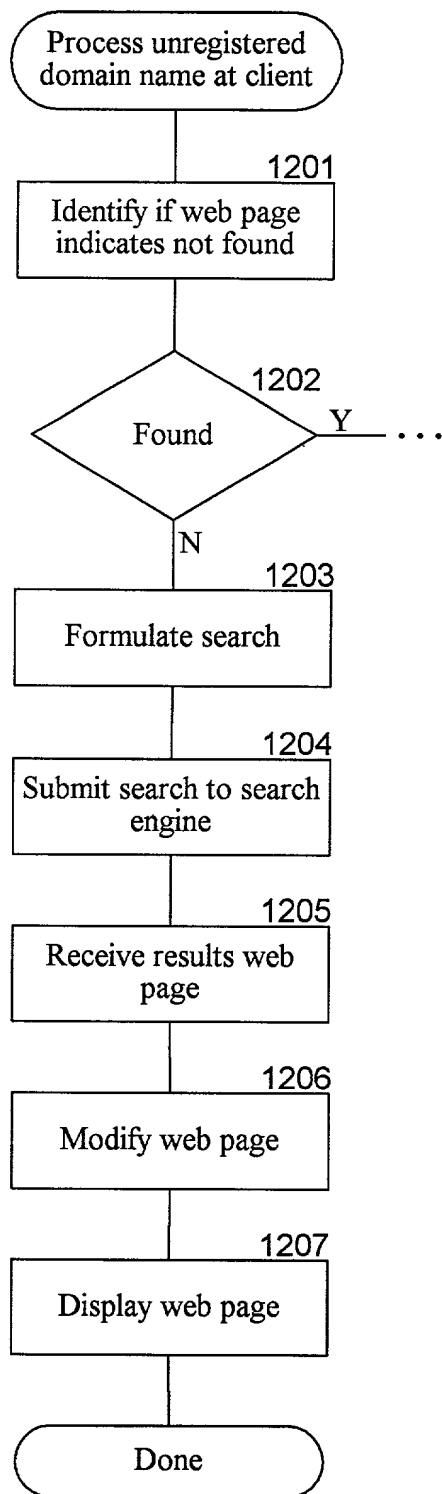 Process unregistered
domain name at client
1201
Identify if web page
indicates not found
1202
Found
Y
...
N
1203
Formulate search
1204
Submit search to search
engine
1205
Receive results web
page
1206
Modify web page
1207
Display web page
Done